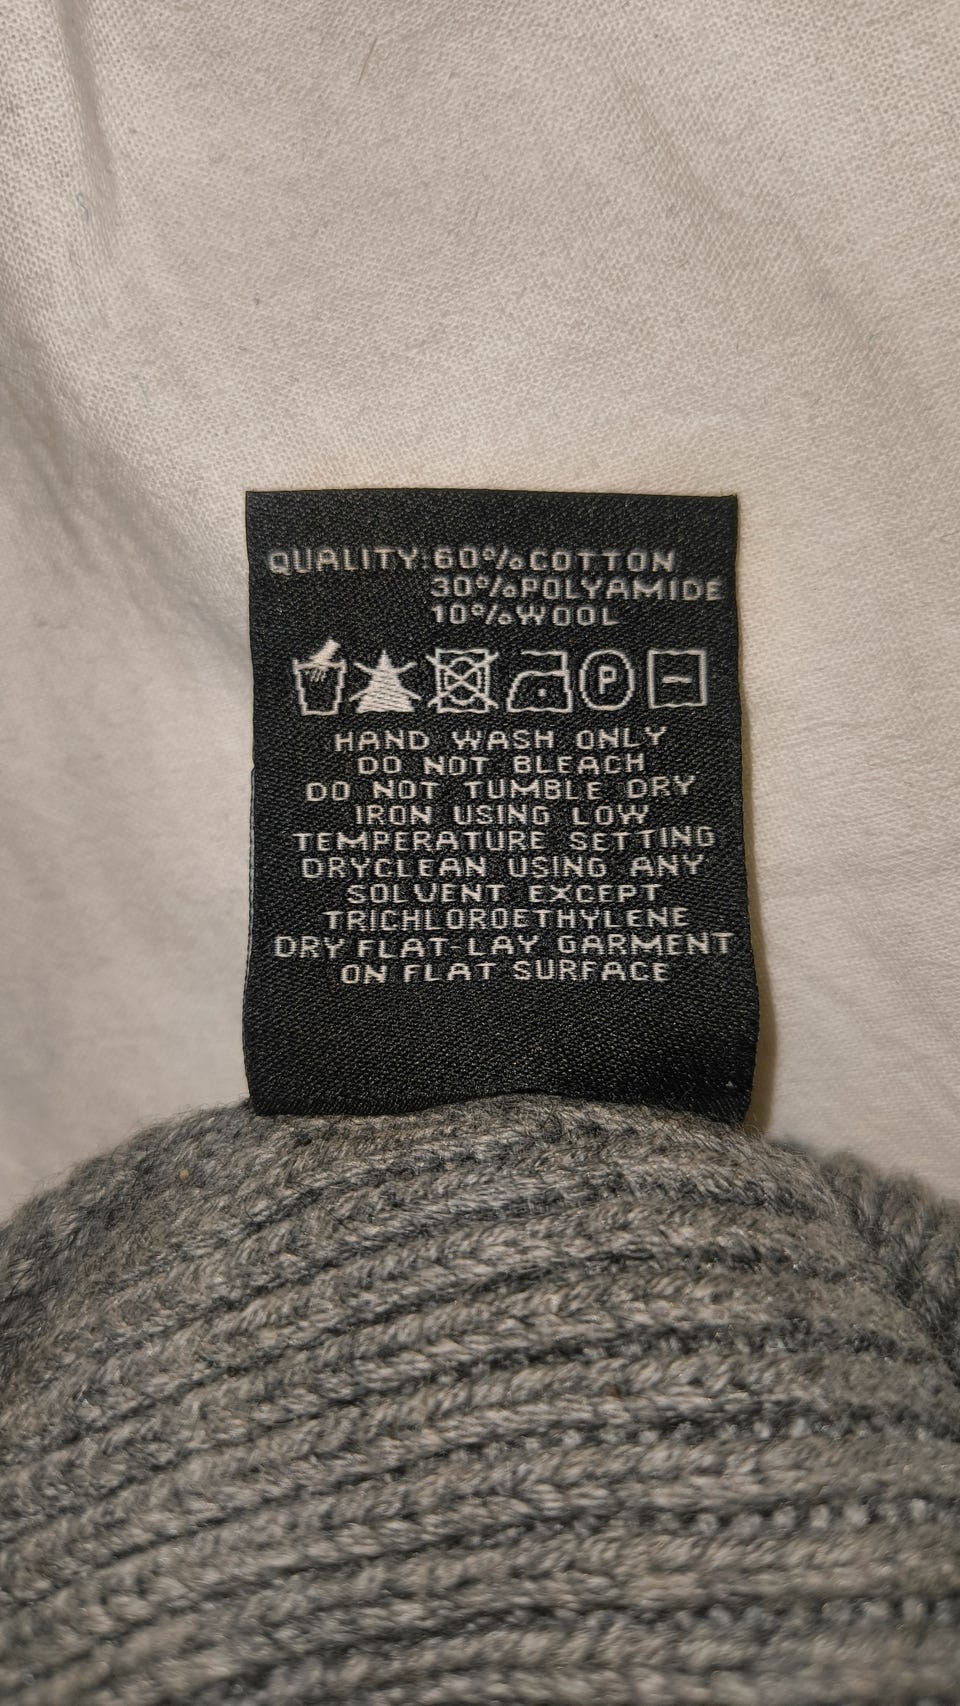 QUALITY:60%COTTON
30%POLYAMIDE
10%WOOL
P
HAND WASH ONLY
DO NOT BLEACH
DO NOT TUMBLE DRY
IRON USING LOW
TEMPERATURE SETTING
DRYCLEAN USING ANY
SOLVENT EXCEPT
TRICHLOROETHYLENE
DRY FLAT-LAY GARMENT
ON FLAT SURFACE